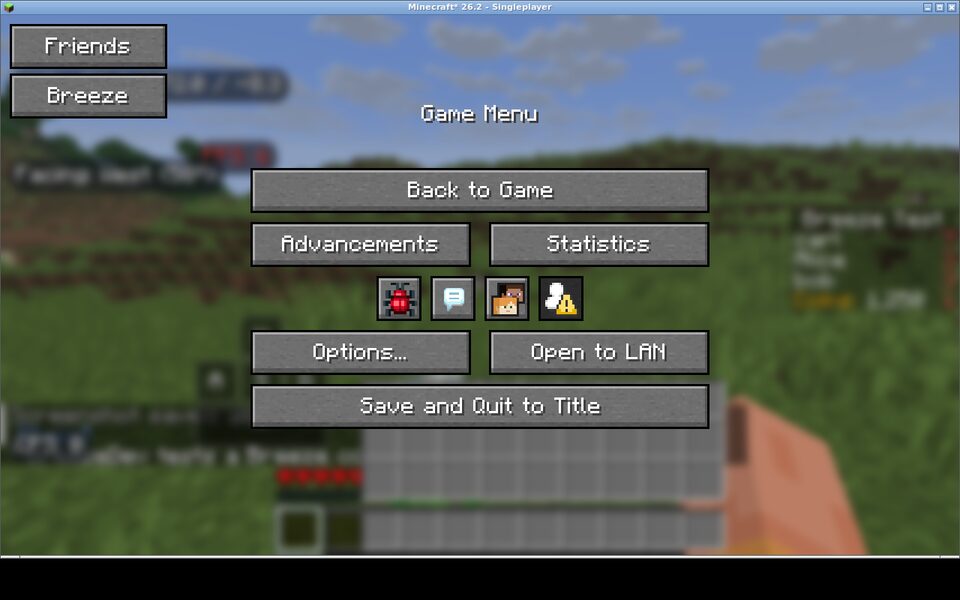 Minecraft* 26.2 - Singleplayer
Friends
Breeze
Game Menu
Back to Game
Advancements
Statistics
Options...
Open to LAN
Save and Quit to Title